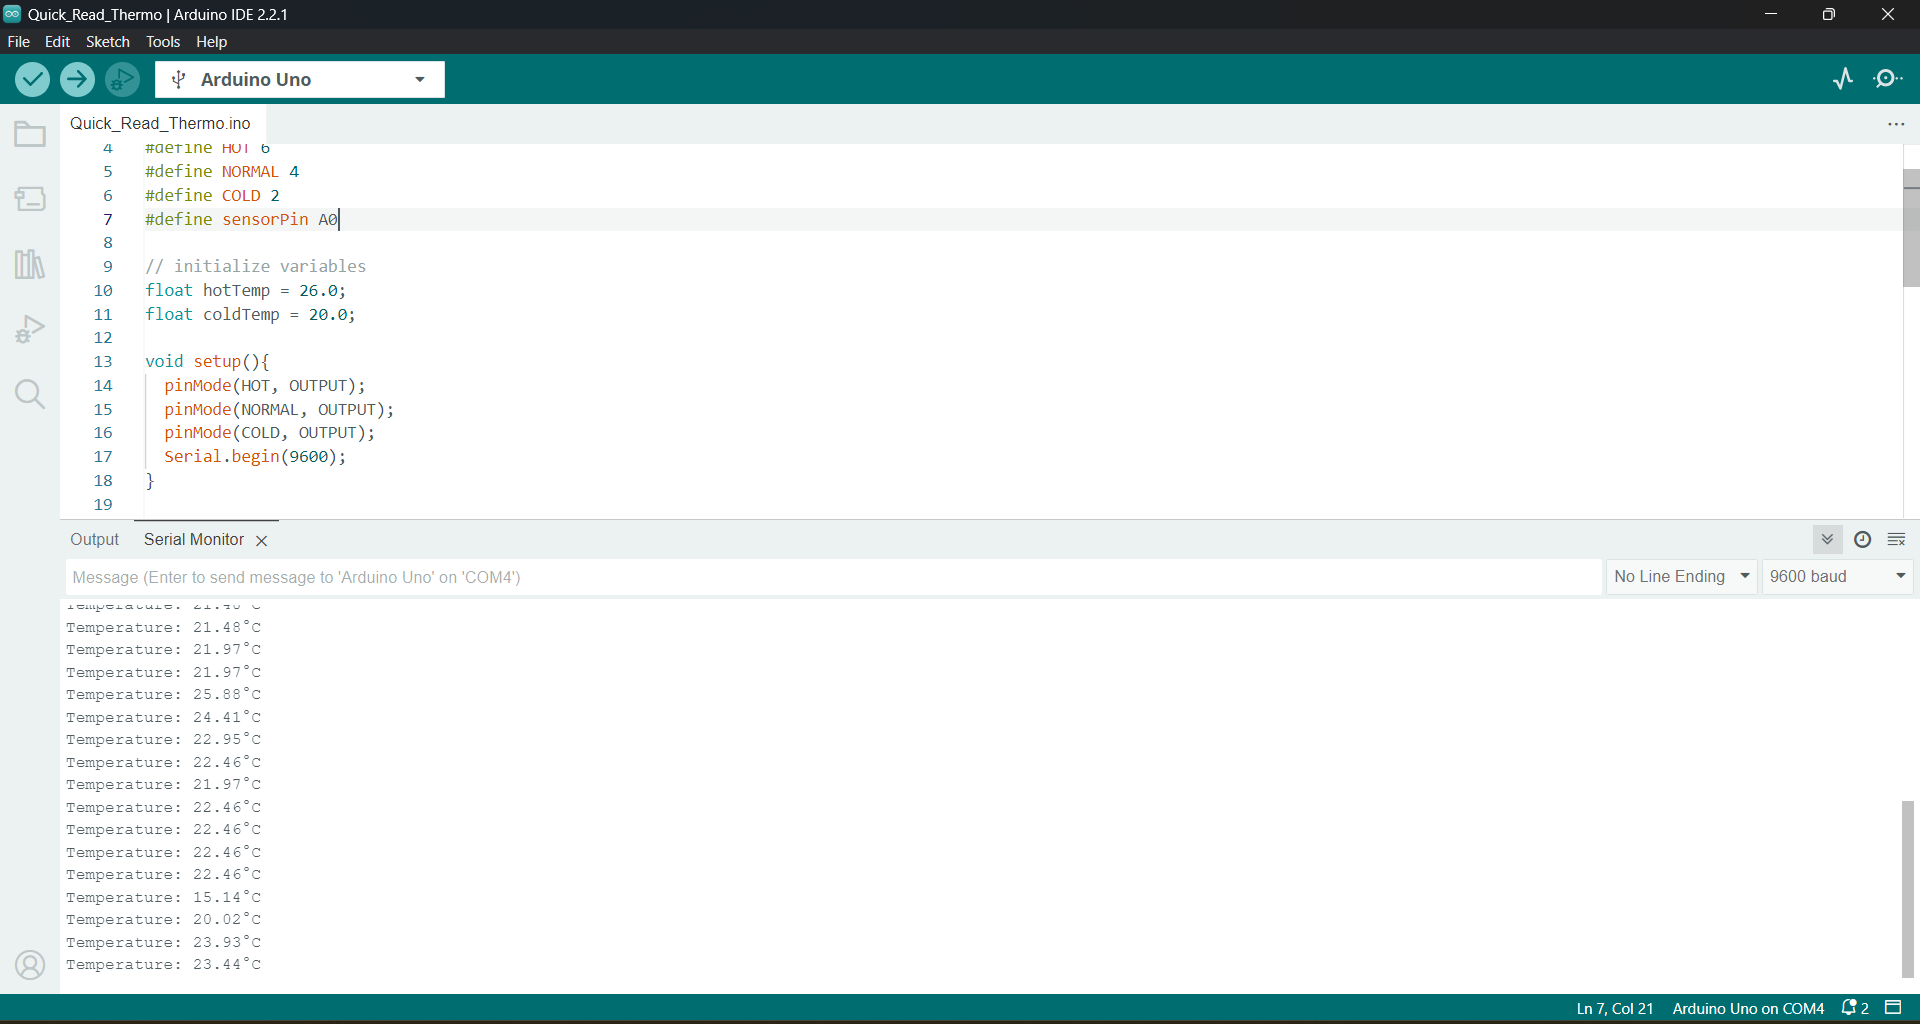 Quick_Read_Thermo | Arduino IDE 2.2.1
File Edit Sketch Tools Help
Arduino Uno
Quick_Read_Thermo.ino
4 #define HOT 6
5 #define NORMAL 4
6 #define COLD 2
7 #define sensorPin A0
8
9 // initialize variables
10 float hotTemp = 26.0;
11 float coldTemp = 20.0;
12
13 void setup(){
14 pinMode(HOT, OUTPUT);
15 pinMode(NORMAL, OUTPUT);
16 pinMode(COLD, OUTPUT);
17 Serial.begin(9600);
18 }
19
Output Serial Monitor
Message (Enter to send message to 'Arduino Uno' on 'COM4') No Line Ending 9600 baud
Temperature: 21.48°C
Temperature: 21.48°C
Temperature: 21.97°C
Temperature: 21.97°C
Temperature: 25.88°C
Temperature: 24.41°C
Temperature: 22.95°C
Temperature: 22.46°C
Temperature: 21.97°C
Temperature: 22.46°C
Temperature: 22.46°C
Temperature: 22.46°C
Temperature: 22.46°C
Temperature: 15.14°C
Temperature: 20.02°C
Temperature: 23.93°C
Temperature: 23.44°C
Ln 7, Col 21 Arduino Uno on COM4 2